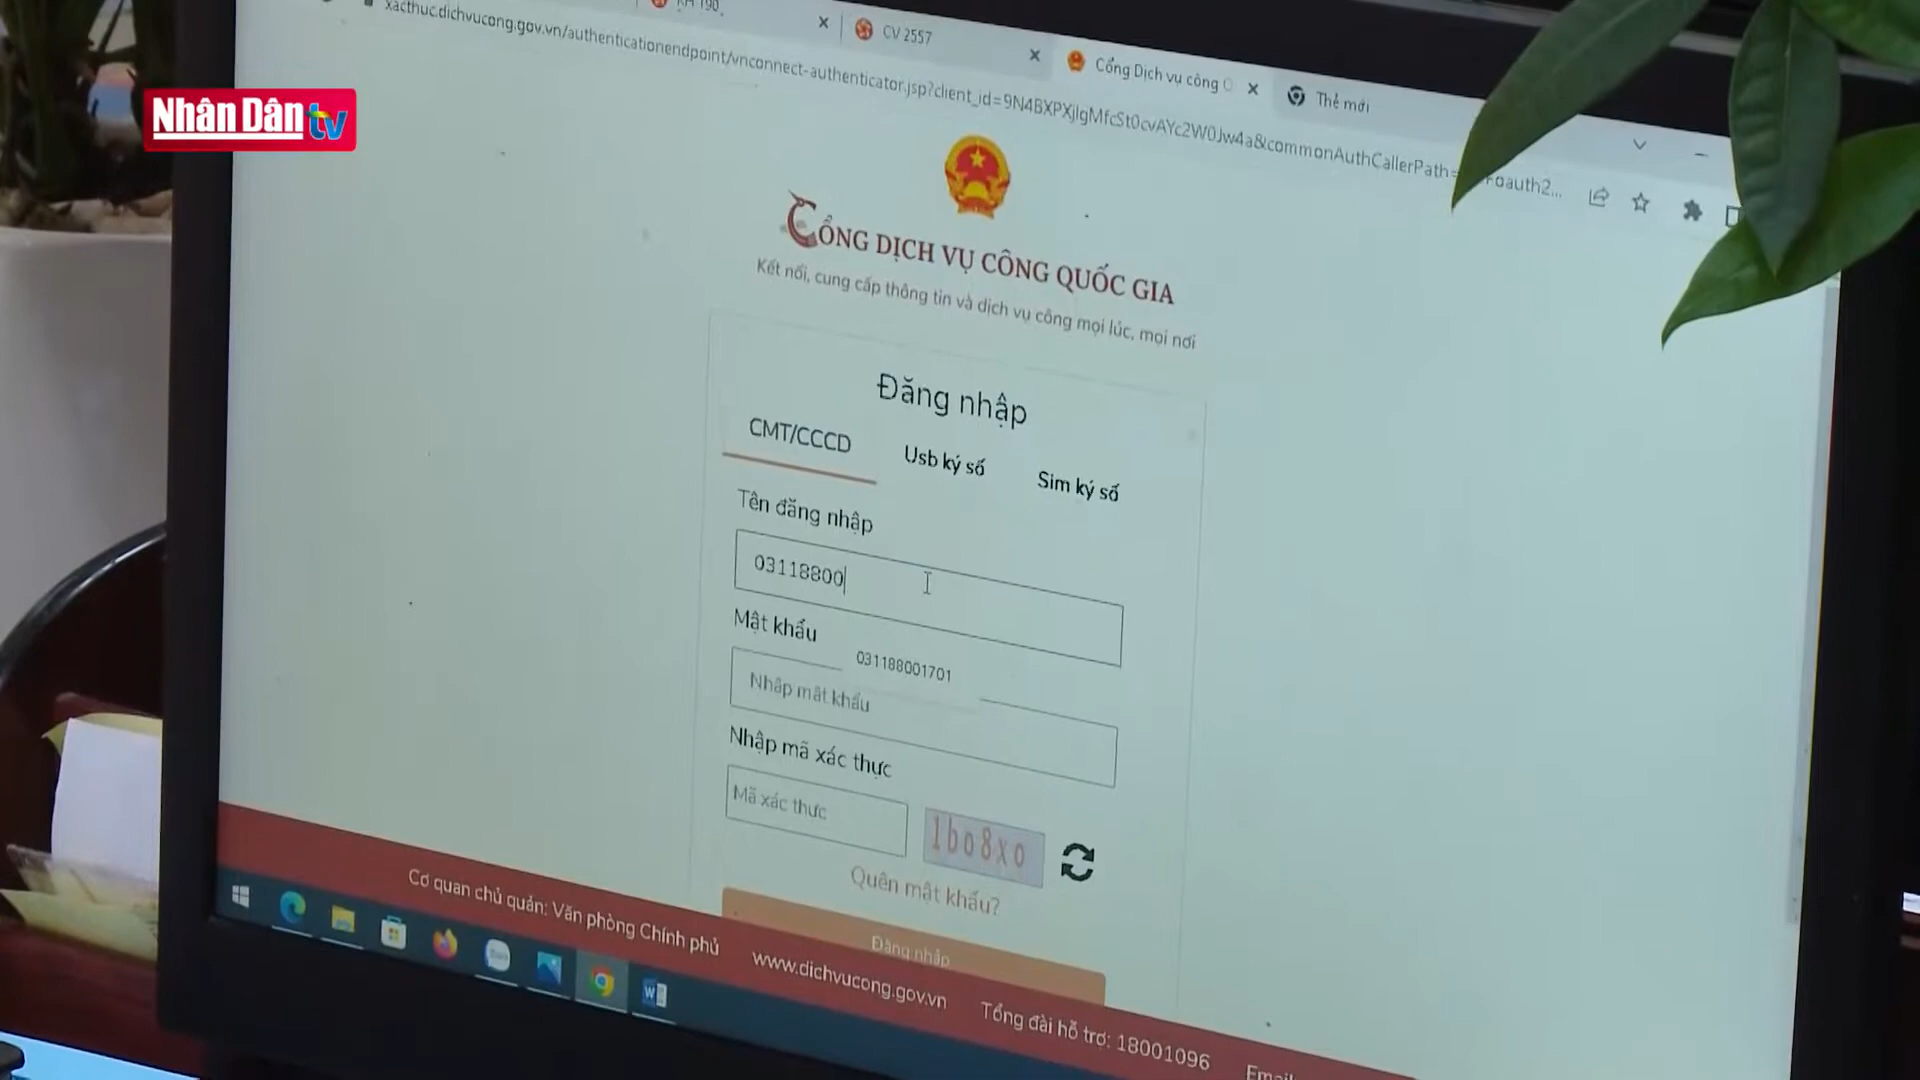 Nhân Dân tv
CV 2557
Cổng Dịch vụ công
Thẻ mới
xacthuc.dichvucong.gov.vn/authenticationendpoint/vnconnect-authenticator.jsp?client_id=9N4BXPXjlgMfcSt0cvAYc2W0Jw4a&commonAuthCallerPath=
oauth2...
CỔNG DỊCH VỤ CÔNG QUỐC GIA
Kết nối, cung cấp thông tin và dịch vụ công mọi lúc, mọi nơi
Đăng nhập
CMT/CCCD
Usb ký số
Sim ký số
Tên đăng nhập
03118800
Mật khẩu
031188001701
Nhập mật khẩu
Nhập mã xác thực
Mã xác thực
1bo8xo
Quên mật khẩu?
Đăng nhập
Cơ quan chủ quản: Văn phòng Chính phủ
www.dichvucong.gov.vn
Tổng đài hỗ trợ: 18001096
Email